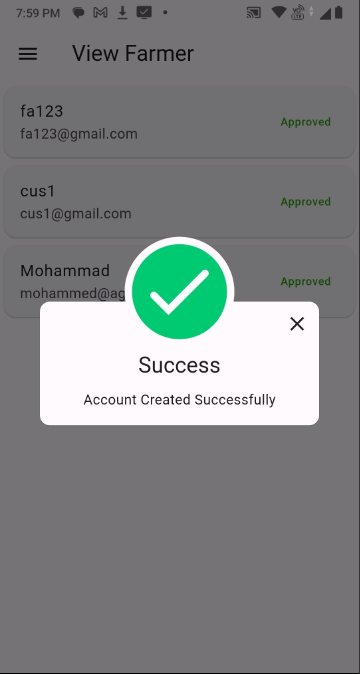 7:59 PM
View Farmer
fa123
fa123@gmail.com
Approved
cus1
cus1@gmail.com
Approved
Mohammad
mohammed@ag
Approved
Success
Account Created Successfully